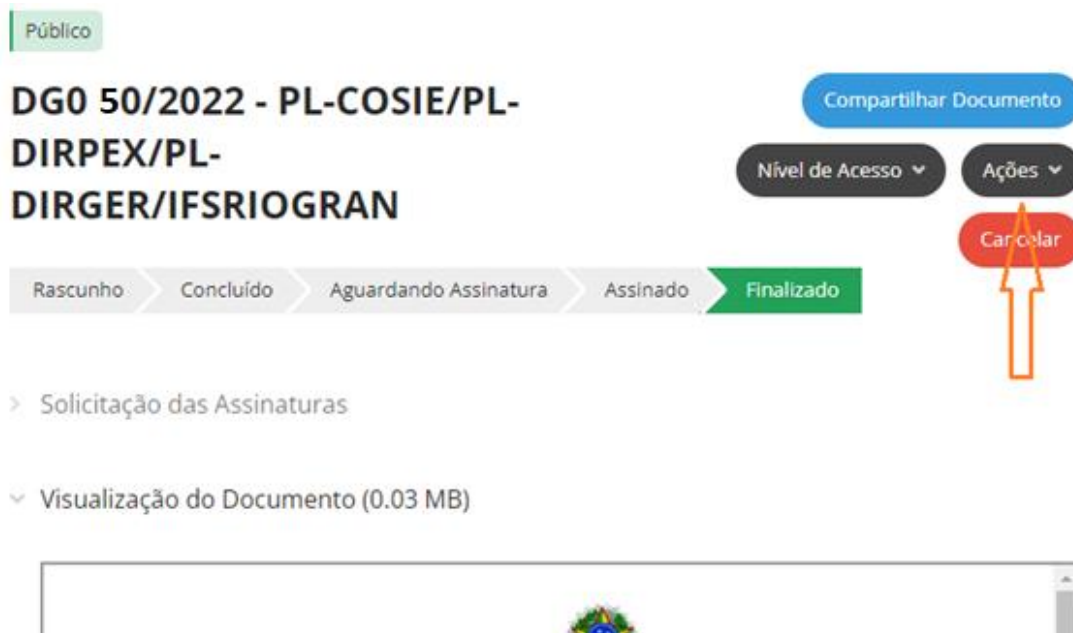 Público
DG0 50/2022 - PL-COSIE/PL-
DIRPEX/PL-
DIRGER/IFSRIOGRAN
Compartilhar Documento
Nível de Acesso
Ações
Cancelar
Rascunho
Concluído
Aguardando Assinatura
Assinado
Finalizado
Solicitação das Assinaturas
Visualização do Documento (0.03 MB)